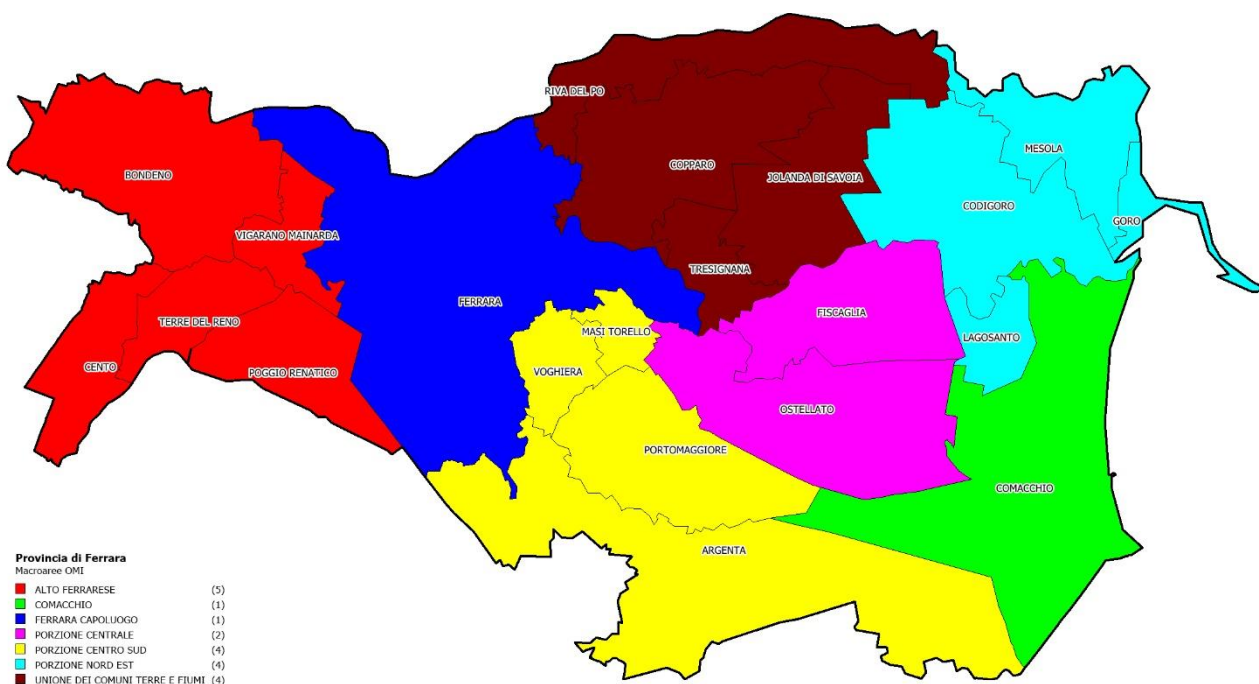 RIVA DEL PO
MESOLA
COPPARO
BONDENO
JOLANDA DI SAVOIA
CODIGORO
GORO
VIGARANO MAINARDA
TRESIGNANA
FERRARA
FISCAGLIA
TERRE DEL RENO
MASI TORELLO
LAGOSANTO
CENTO
POGGIO RENATICO
VOGHIERA
OSTELLATO
PORTOMAGGIORE
COMACCHIO
ARGENTA
Provincia di Ferrara
Macroaree OMI
ALTO FERRARESE (5)
COMACCHIO (1)
FERRARA CAPOLUOGO (1)
PORZIONE CENTRALE (2)
PORZIONE CENTRO SUD (4)
PORZIONE NORD EST (4)
UNIONE DEI COMUNI TERRE E FIUMI (4)